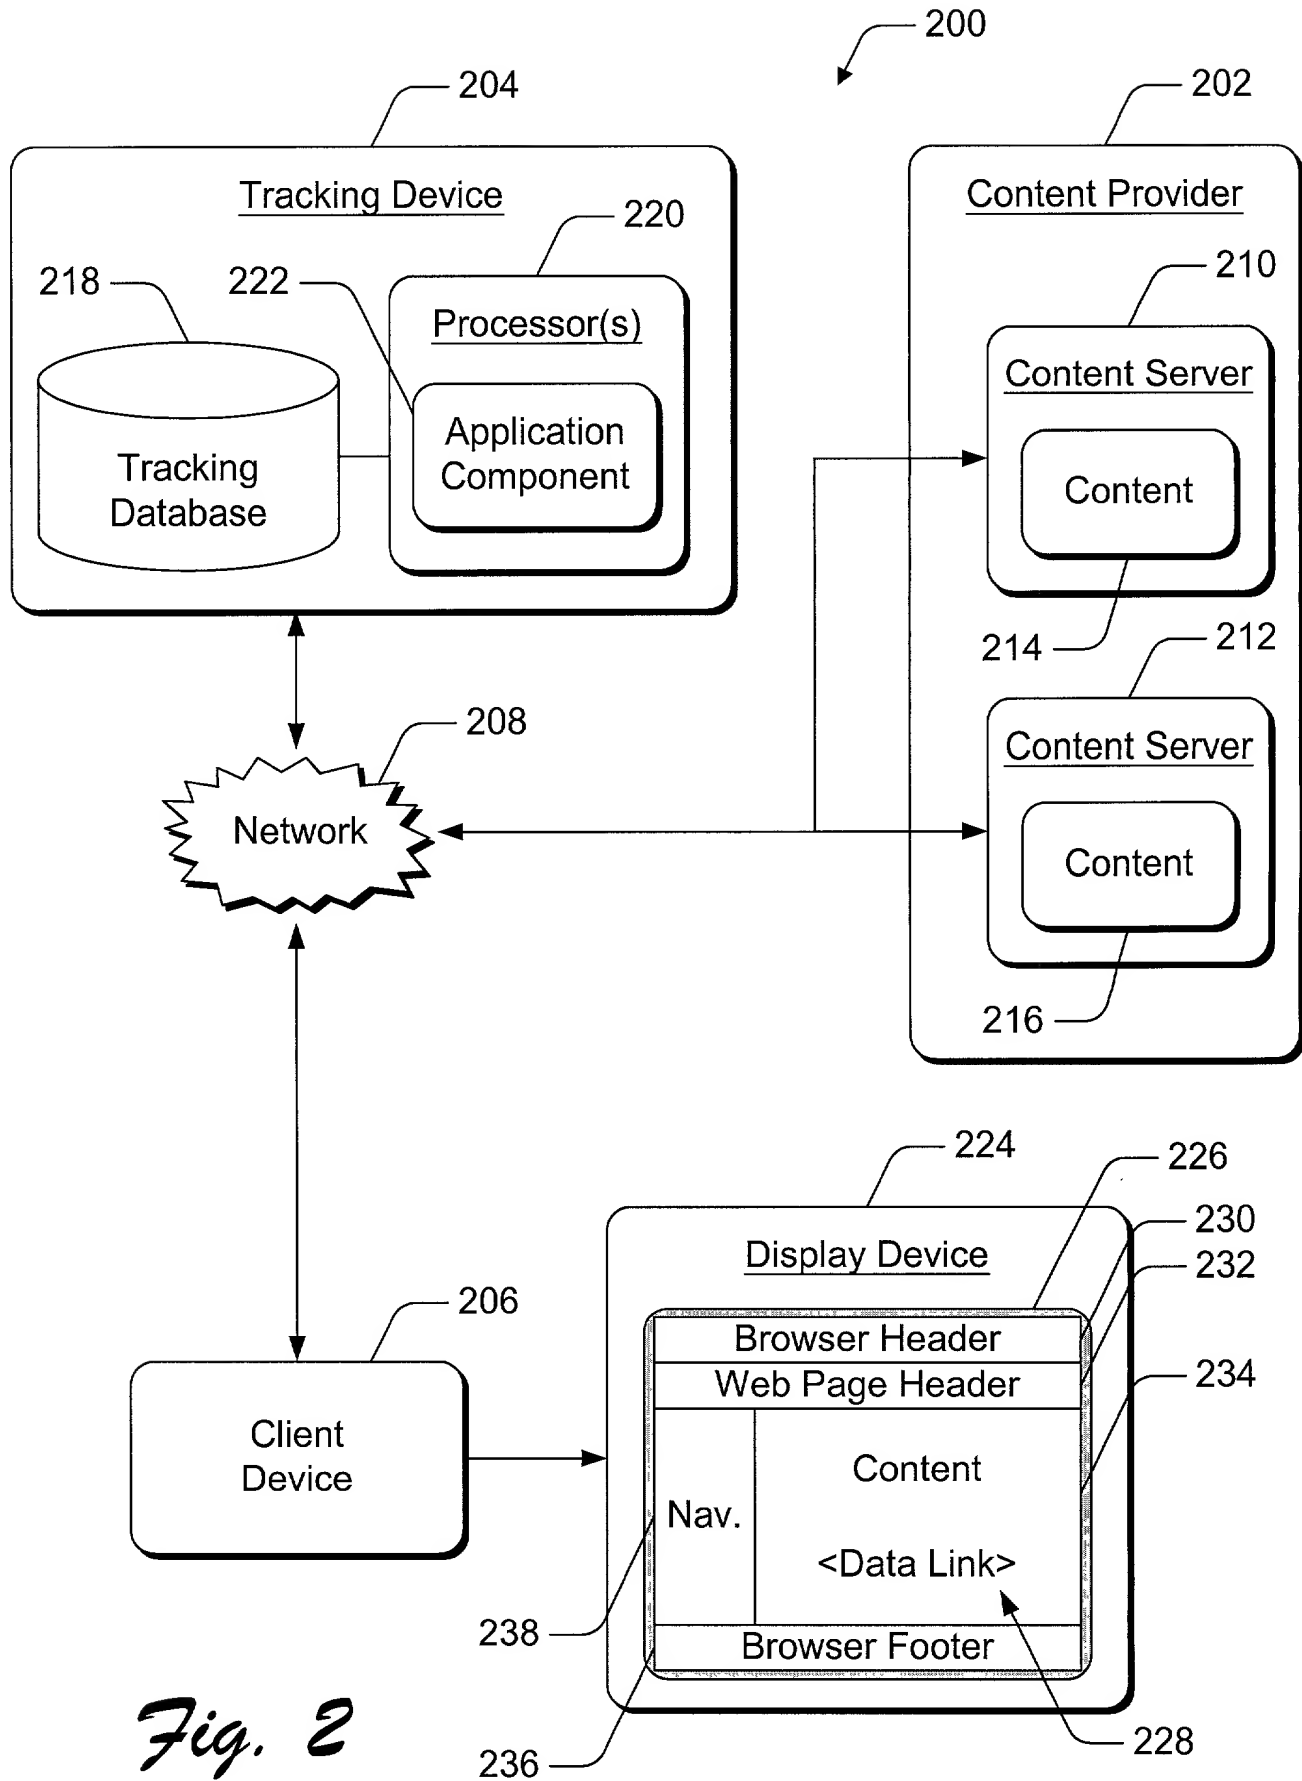 200
204
202
Tracking Device
Content Provider
220
218
222
210
Processor(s)
Content Server
Application
Component
Tracking
Database
Content
214
212
208
Content Server
Network
Content
216
224
226
230
Display Device
232
206
Browser Header
Web Page Header
234
Client
Device
Content
Nav.
<Data Link>
238
Browser Footer
236
228
Fig. 2